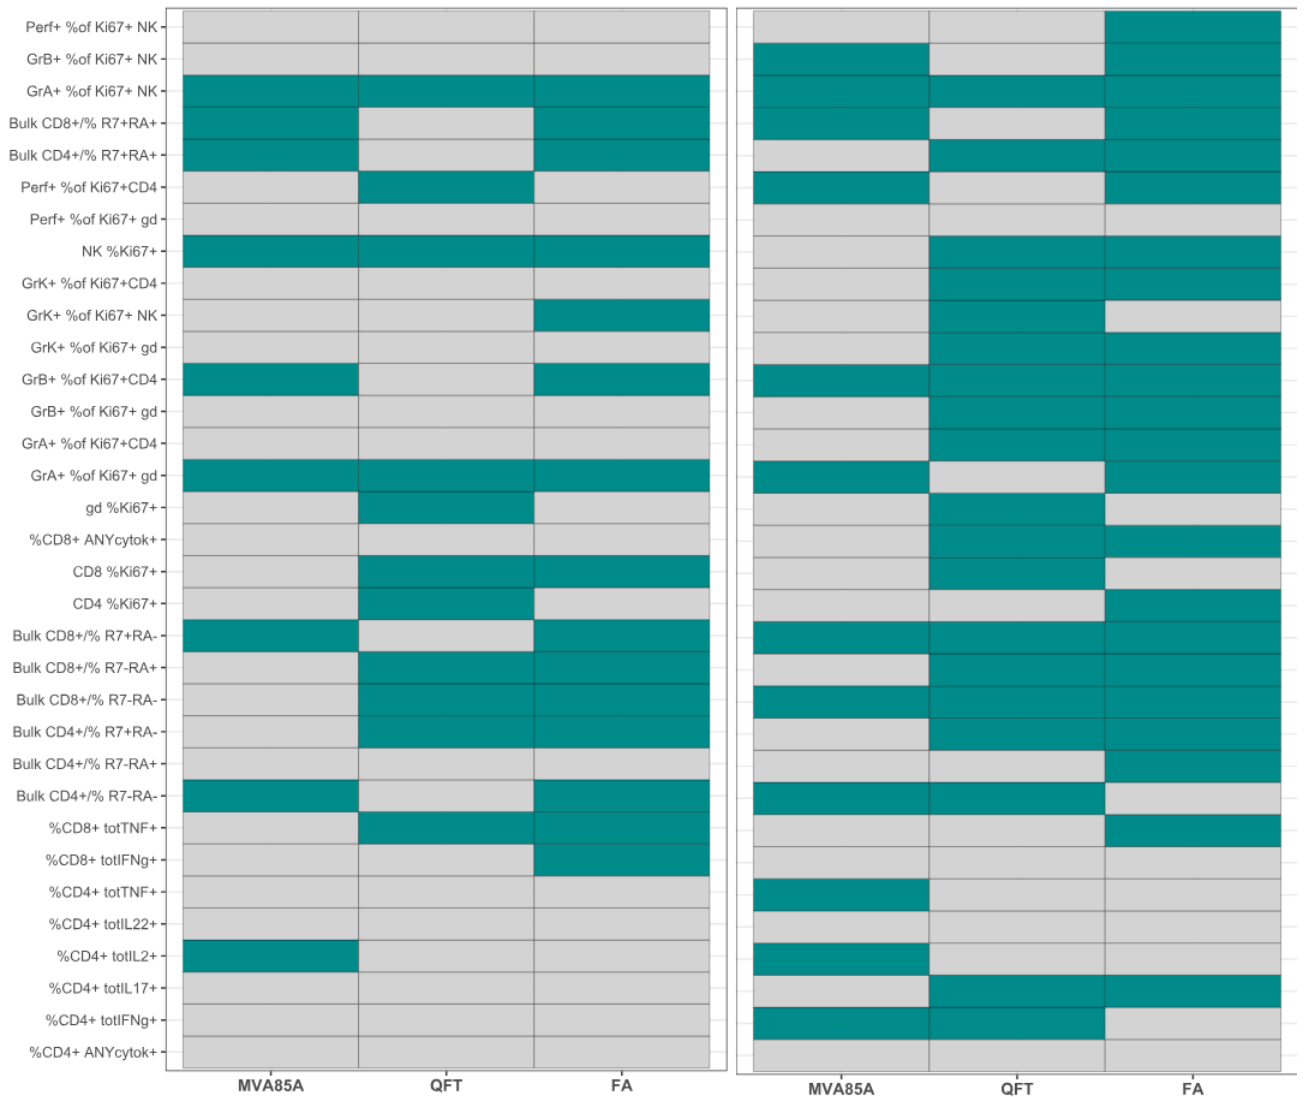 Perf+ %of Ki67+ NK
GrB+ %of Ki67+ NK
GrA+ %of Ki67+ NK
Bulk CD8+/% R7+RA+
Bulk CD4+/% R7+RA+
Perf+ %of Ki67+CD4
Perf+ %of Ki67+ gd
NK %Ki67+
GrK+ %of Ki67+CD4
GrK+ %of Ki67+ NK
GrK+ %of Ki67+ gd
GrB+ %of Ki67+CD4
GrB+ %of Ki67+ gd
GrA+ %of Ki67+CD4
GrA+ %of Ki67+ gd
gd %Ki67+
%CD8+ ANYcytok+
CD8 %Ki67+
CD4 %Ki67+
Bulk CD8+/% R7+RA-
Bulk CD8+/% R7-RA+
Bulk CD8+/% R7-RA-
Bulk CD4+/% R7+RA-
Bulk CD4+/% R7-RA+
Bulk CD4+/% R7-RA-
%CD8+ totTNF+
%CD8+ totIFNg+
%CD4+ totTNF+
%CD4+ totIL22+
%CD4+ totIL2+
%CD4+ totIL17+
%CD4+ totIFNg+
%CD4+ ANYcytok+
MVA85A QFT FA MVA85A QFT FA